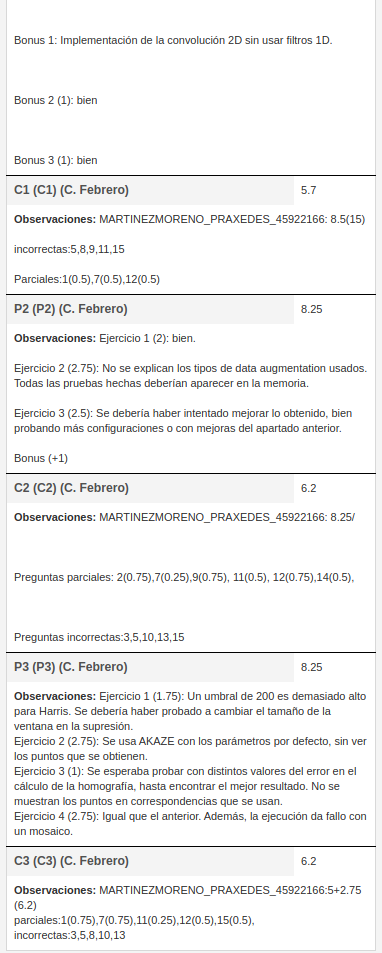 Bonus 1: Implementación de la convolución 2D sin usar filtros 1D.
Bonus 2 (1): bien
Bonus 3 (1): bien
C1 (C1) (C. Febrero) 5.7
Observaciones: MARTINEZMORENO_PRAXEDES_45922166: 8.5(15)
incorrectas:5,8,9,11,15
Parciales:1(0.5),7(0.5),12(0.5)
P2 (P2) (C. Febrero) 8.25
Observaciones: Ejercicio 1 (2): bien.
Ejercicio 2 (2.75): No se explican los tipos de data augmentation usados.
Todas las pruebas hechas deberían aparecer en la memoria.
Ejercicio 3 (2.5): Se debería haber intentado mejorar lo obtenido, bien
probando más configuraciones o con mejoras del apartado anterior.
Bonus (+1)
C2 (C2) (C. Febrero) 6.2
Observaciones: MARTINEZMORENO_PRAXEDES_45922166: 8.25/
Preguntas parciales: 2(0.75),7(0.25),9(0.75), 11(0.5), 12(0.75),14(0.5),
Preguntas incorrectas:3,5,10,13,15
P3 (P3) (C. Febrero) 8.25
Observaciones: Ejercicio 1 (1.75): Un umbral de 200 es demasiado alto
para Harris. Se debería haber probado a cambiar el tamaño de la
ventana en la supresión.
Ejercicio 2 (2.75): Se usa AKAZE con los parámetros por defecto, sin ver
los puntos que se obtienen.
Ejercicio 3 (1): Se esperaba probar con distintos valores del error en el
cálculo de la homografía, hasta encontrar el mejor resultado. No se
muestran los puntos en correspondencias que se usan.
Ejercicio 4 (2.75): Igual que el anterior. Además, la ejecución da fallo con
un mosaico.
C3 (C3) (C. Febrero) 6.2
Observaciones: MARTINEZMORENO_PRAXEDES_45922166:5+2.75
(6.2)
parciales:1(0.75),7(0.75),11(0.25),12(0.5),15(0.5),
incorrectas:3,5,8,10,13